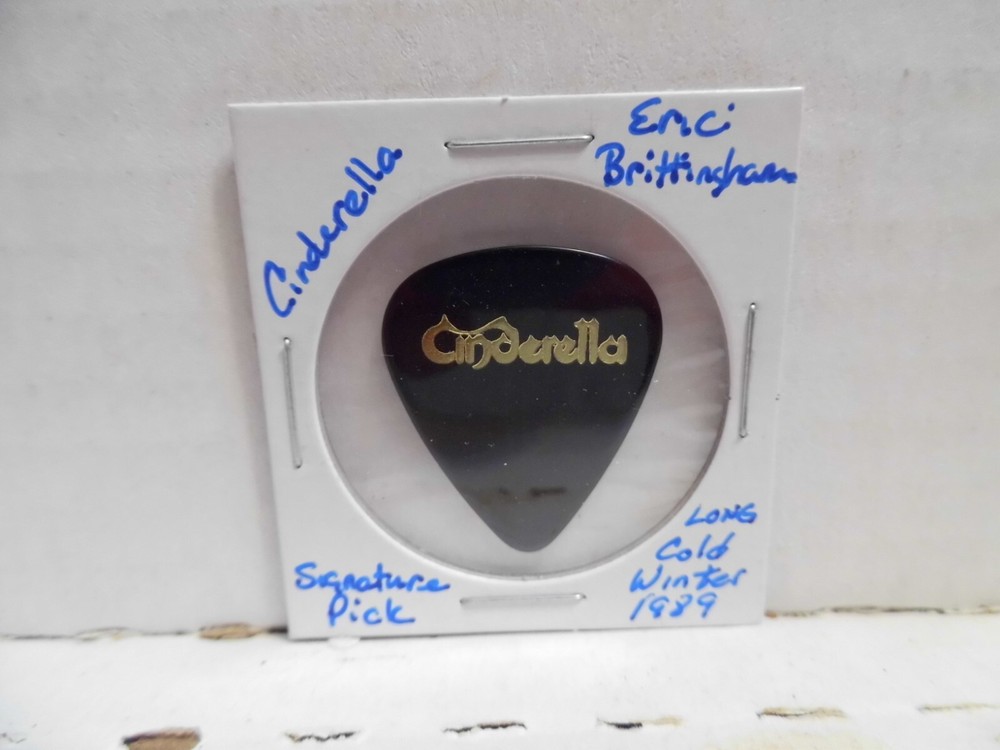 Cinderella
Eric
Brittingham
Cinderella
Signature
Pick
LONG
Cold
Winter
1989